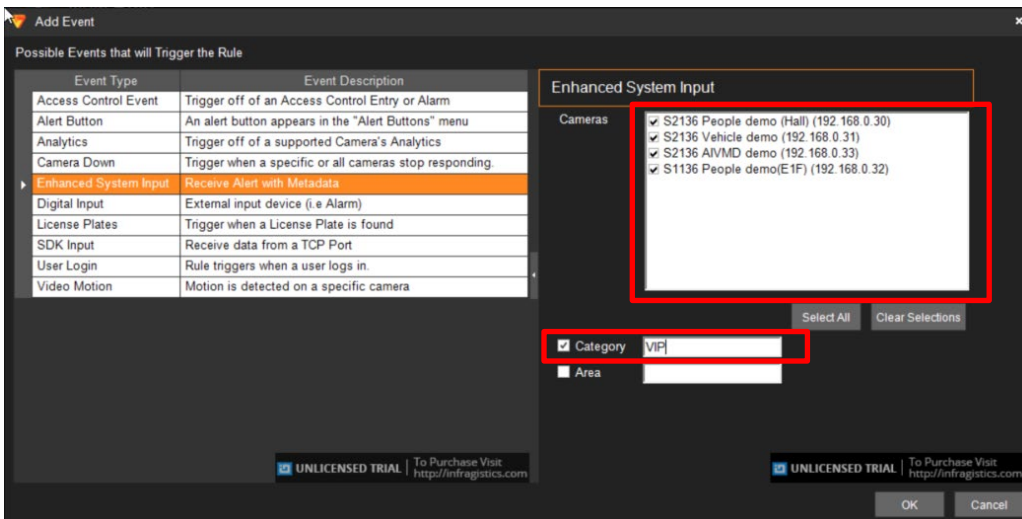 Add Event
Possible Events that will Trigger the Rule
Event Type Event Description
Access Control Event Trigger off of an Access Control Entry or Alarm
Alert Button An alert button appears in the "Alert Buttons" menu
Analytics Trigger off of a supported Camera's Analytics
Camera Down Trigger when a specific or all cameras stop responding.
Enhanced System Input Receive Alert with Metadata
Digital Input External input device (i.e Alarm)
License Plates Trigger when a License Plate is found
SDK Input Receive data from a TCP Port
User Login Rule triggers when a user logs in.
Video Motion Motion is detected on a specific camera
Enhanced System Input
Cameras
S2136 People demo (Hall) (192.168.0.30)
S2136 Vehicle demo (192.168.0.31)
S2136 AIVMD demo (192.168.0.33)
S1136 People demo(E1F) (192.168.0.32)
Select All Clear Selections
Category VIP
Area
UNLICENSED TRIAL To Purchase Visit
http://infragistics.com
UNLICENSED TRIAL To Purchase Visit
http://infragistics.com
OK Cancel